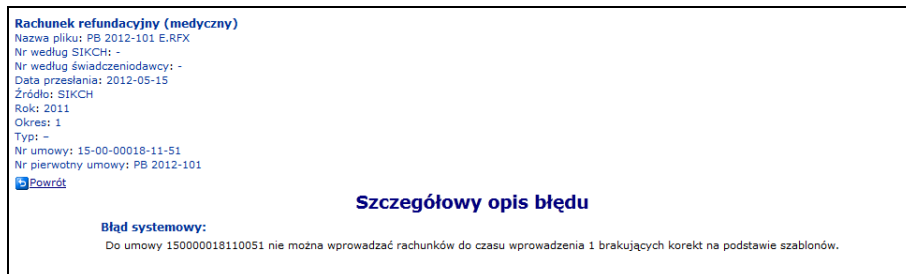 Rachunek refundacyjny (medyczny)
Nazwa pliku: PB 2012-101 E.RFX
Nr według SIKCH: -
Nr według świadczeniodawcy: -
Data przesłania: 2012-05-15
Źródło: SIKCH
Rok: 2011
Okres: 1
Typ: –
Nr umowy: 15-00-00018-11-51
Nr pierwotny umowy: PB 2012-101
Powrót
Szczegółowy opis błędu
Błąd systemowy:
Do umowy 150000018110051 nie można wprowadzać rachunków do czasu wprowadzenia 1 brakujących korekt na podstawie szablonów.